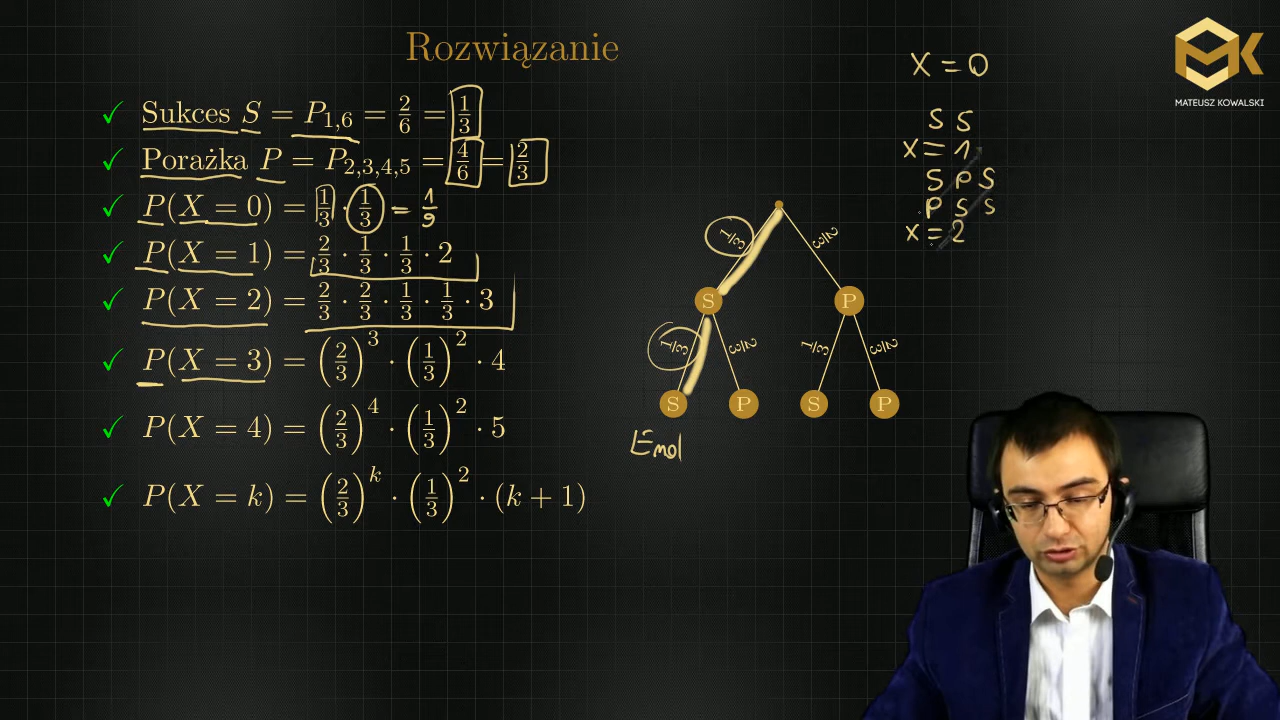 Rozwiązanie
✓ Sukces S = P_{1,6} = 2/6 = 1/3
✓ Porażka P = P_{2,3,4,5} = 4/6 = 2/3
✓ P(X = 0) = 1/3 · 1/3 = 1/9
✓ P(X = 1) = 2/3 · 1/3 · 1/3 · 2
✓ P(X = 2) = 2/3 · 2/3 · 1/3 · 1/3 · 3
✓ P(X = 3) = (2/3)^3 · (1/3)^2 · 4
✓ P(X = 4) = (2/3)^4 · (1/3)^2 · 5
✓ P(X = k) = (2/3)^k · (1/3)^2 · (k + 1)
1/3 2/3
S P
1/3 2/3 1/3 2/3
S P S P
X = 0
S S
X = 1
S P S
P S S
X = 2
MK
MATEUSZ KOWALSKI